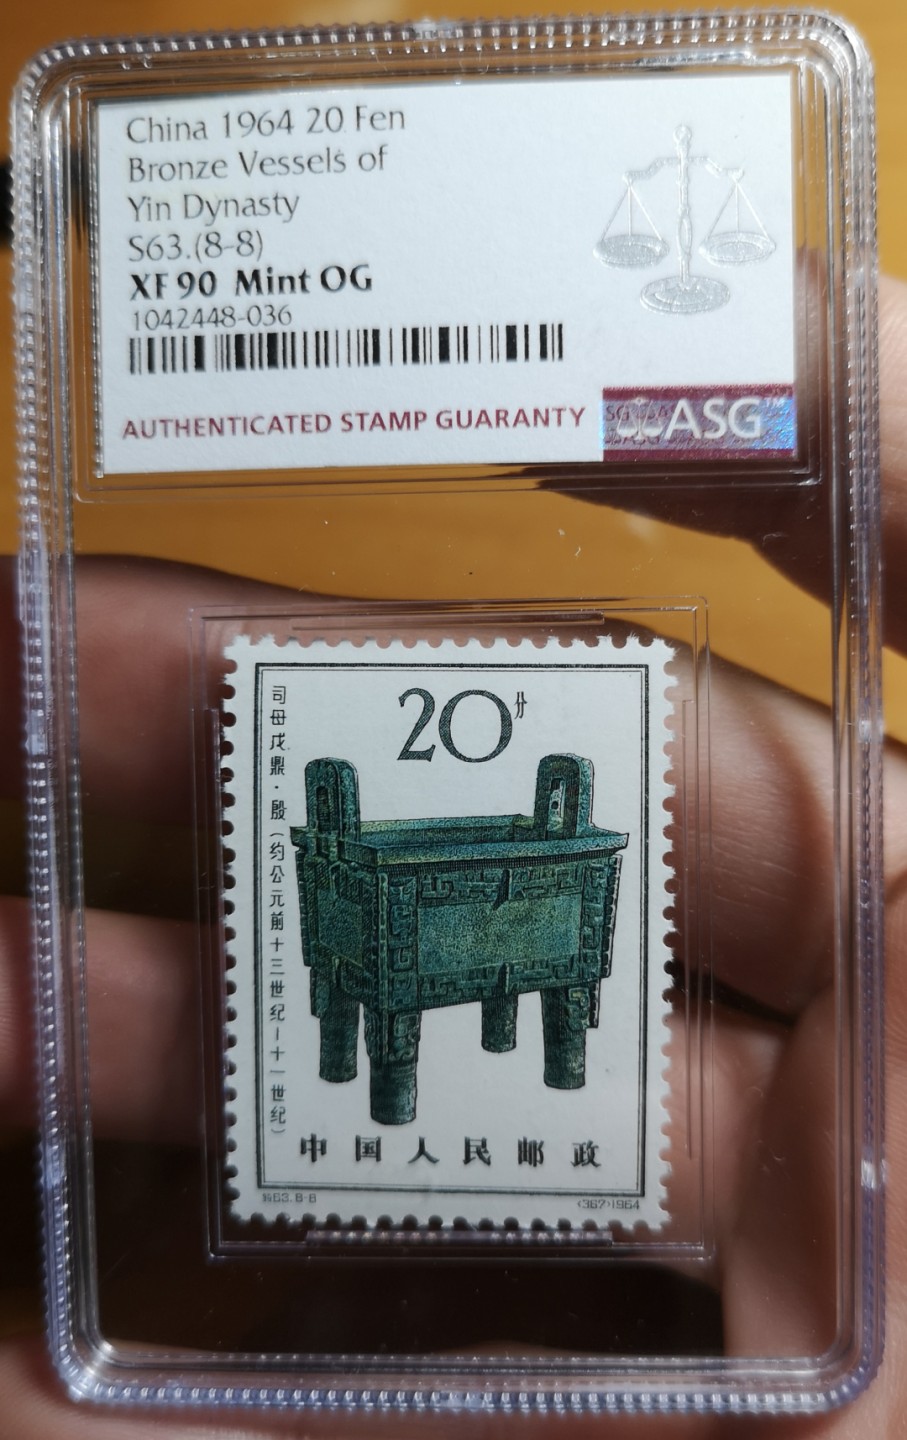 China 1964 20 Fen
Bronze Vessels of
Yin Dynasty
S63.(8-8)
XF 90 Mint OG
1042448-036
AUTHENTICATED STAMP GUARANTY
ASG™
20分
司母戊鼎·殷(约公元前十三世纪—十一世纪)
中国人民邮政
特63.8-8
(367)1964